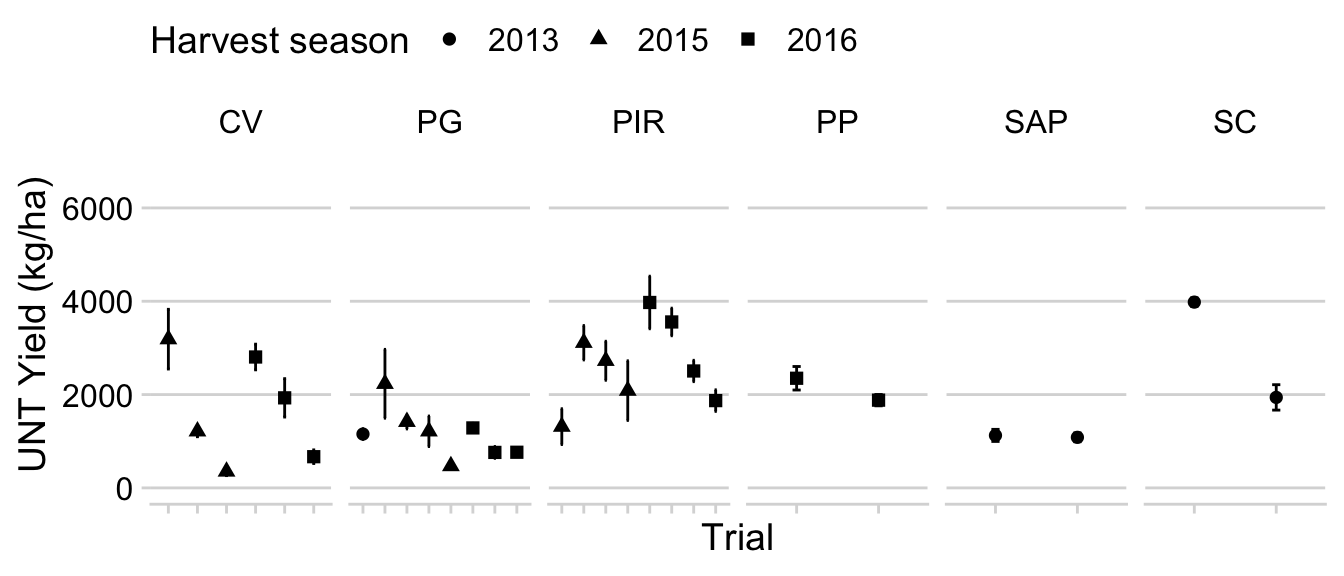 Harvest season 2013 2015 2016
CV PG PIR PP SAP SC
UNT Yield (kg/ha)
6000
4000
2000
0
Trial